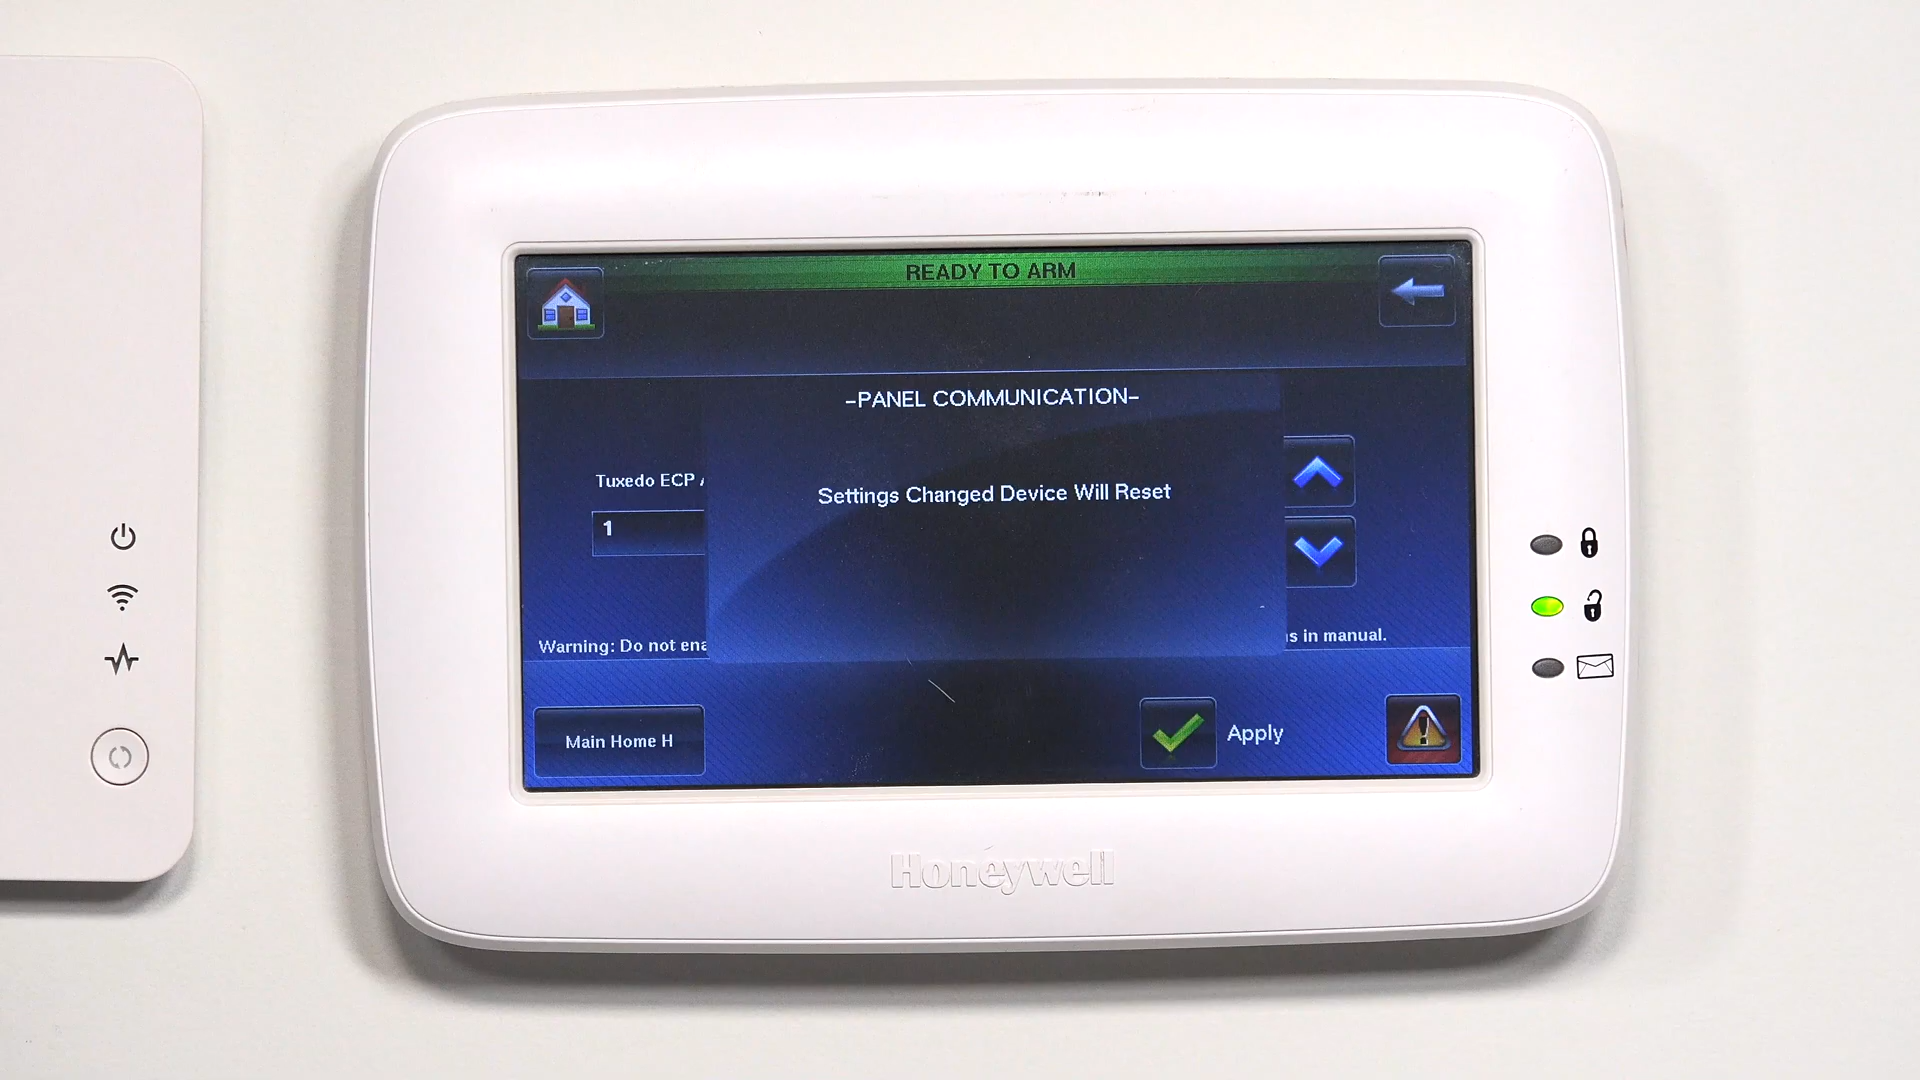 READY TO ARM
-PANEL COMMUNICATION-
Tuxedo ECP
Settings Changed Device Will Reset
1
Warning: Do not
in manual.
Main Home H
Apply
Honeywell